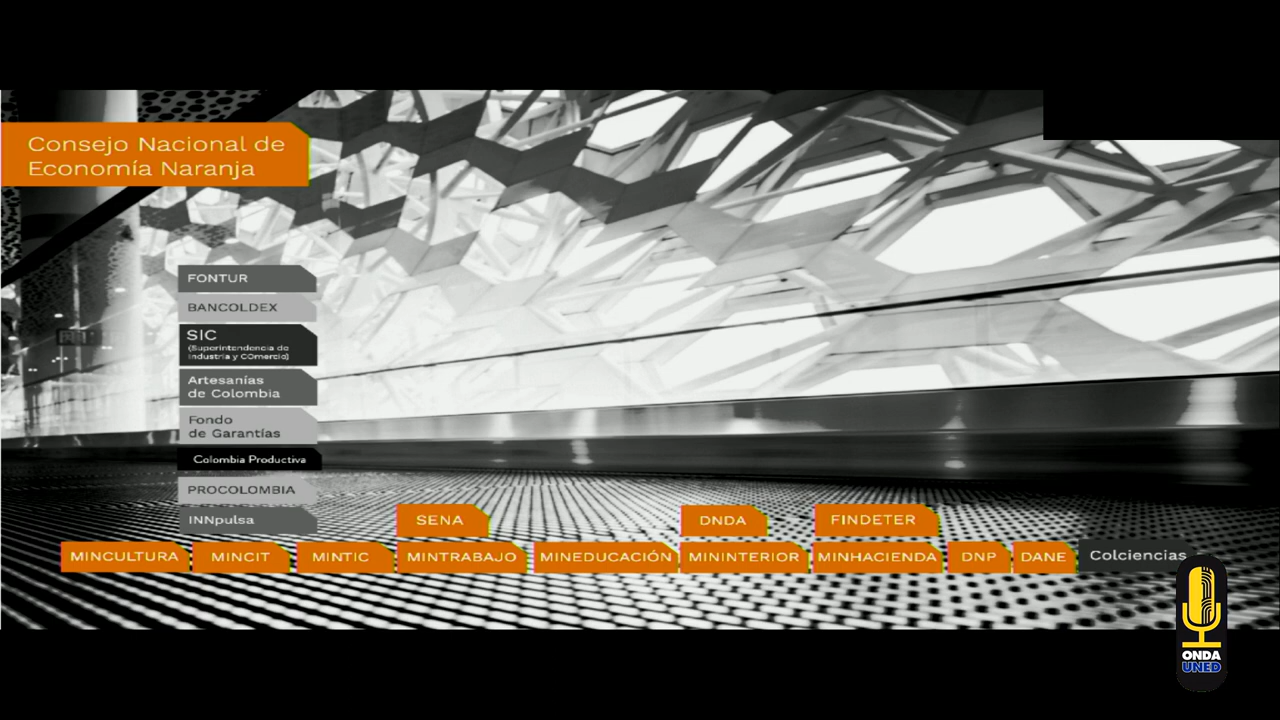 Consejo Nacional de
Economía Naranja
FONTUR
BANCOLDEX
SIC
(Superintendencia de
Industria y COmercio)
Artesanías
de Colombia
Fondo
de Garantías
Colombia Productiva
PROCOLOMBIA
INNpulsa
SENA
DNDA
FINDETER
MINCULTURA
MINCIT
MINTIC
MINTRABAJO
MINEDUCACIÓN
MININTERIOR
MINHACIENDA
DNP
DANE
Colciencias
ONDA
UNED